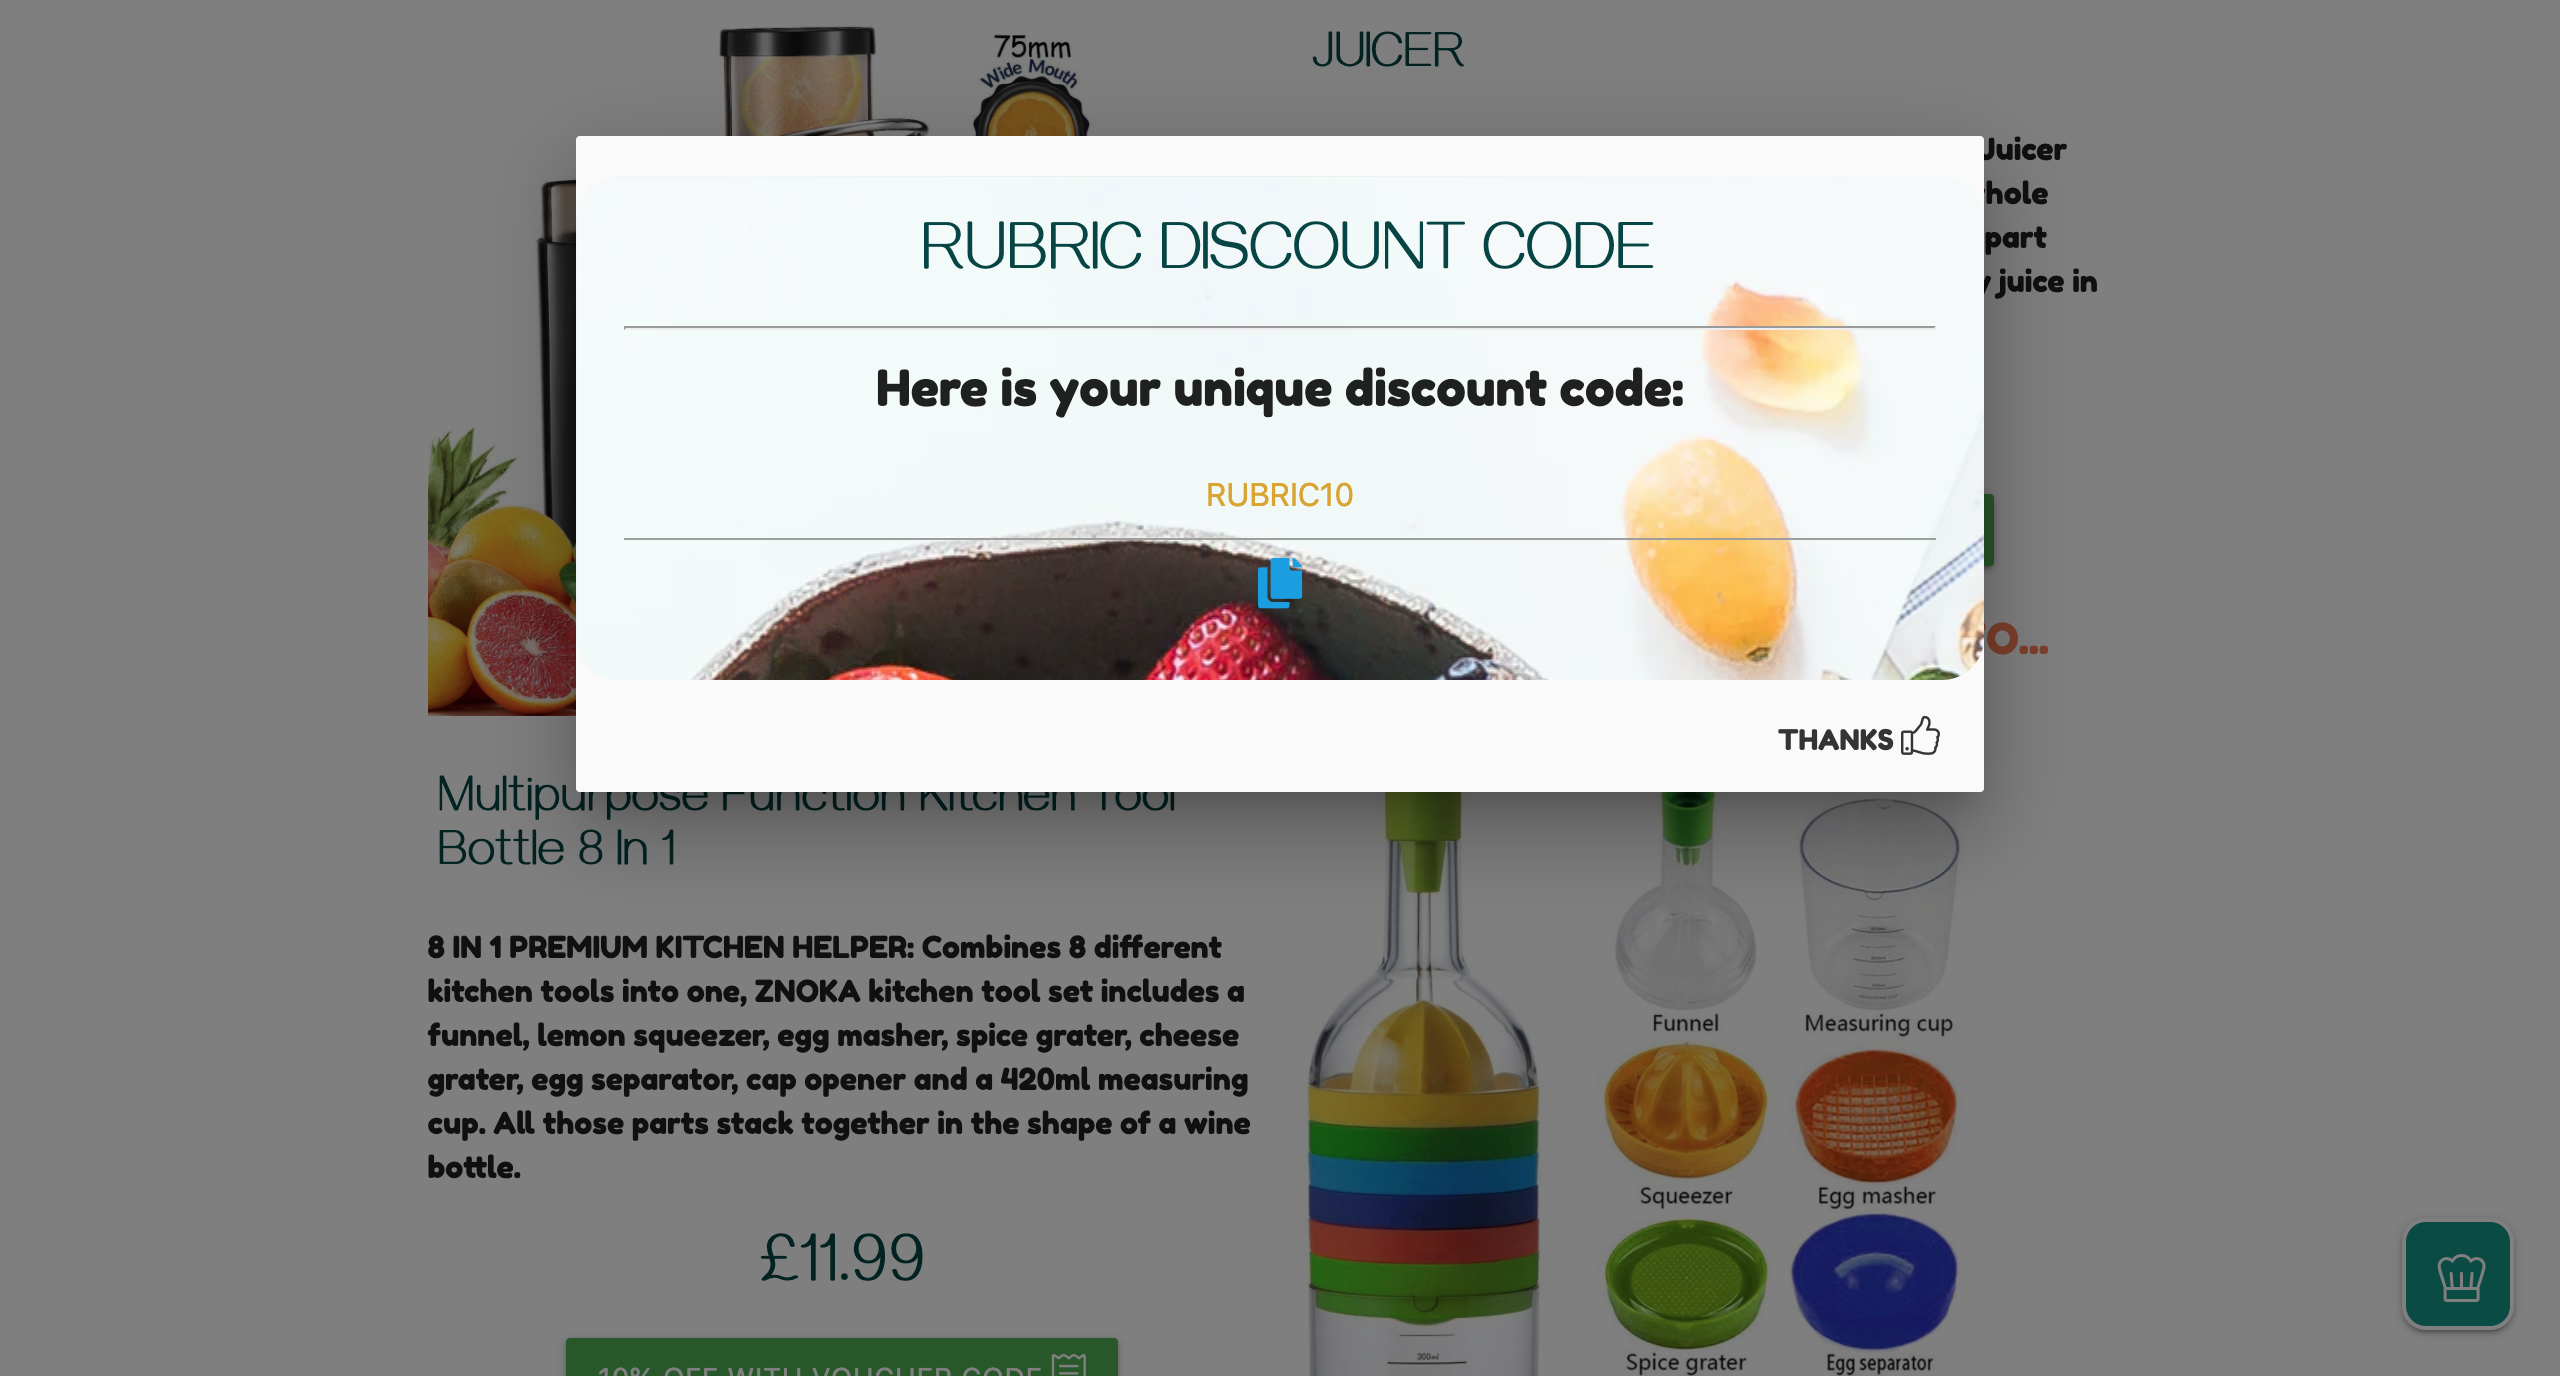 75mm
Wide Mouth
JUICER
Juicer
part
juice in
RUBRIC DISCOUNT CODE
Here is your unique discount code:
RUBRIC10
THANKS
Multipurpose Function Kitchen Tool
Bottle 8 In 1
8 IN 1 PREMIUM KITCHEN HELPER: Combines 8 different
kitchen tools into one, ZNOKA kitchen tool set includes a
funnel, lemon squeezer, egg masher, spice grater, cheese
grater, egg separator, cap opener and a 420ml measuring
cup. All those parts stack together in the shape of a wine
bottle.
£11.99
10% OFF WITH VOUCHER CODE
Funnel
Measuring cup
Squeezer
Egg masher
Spice grater
Egg separator
300ml